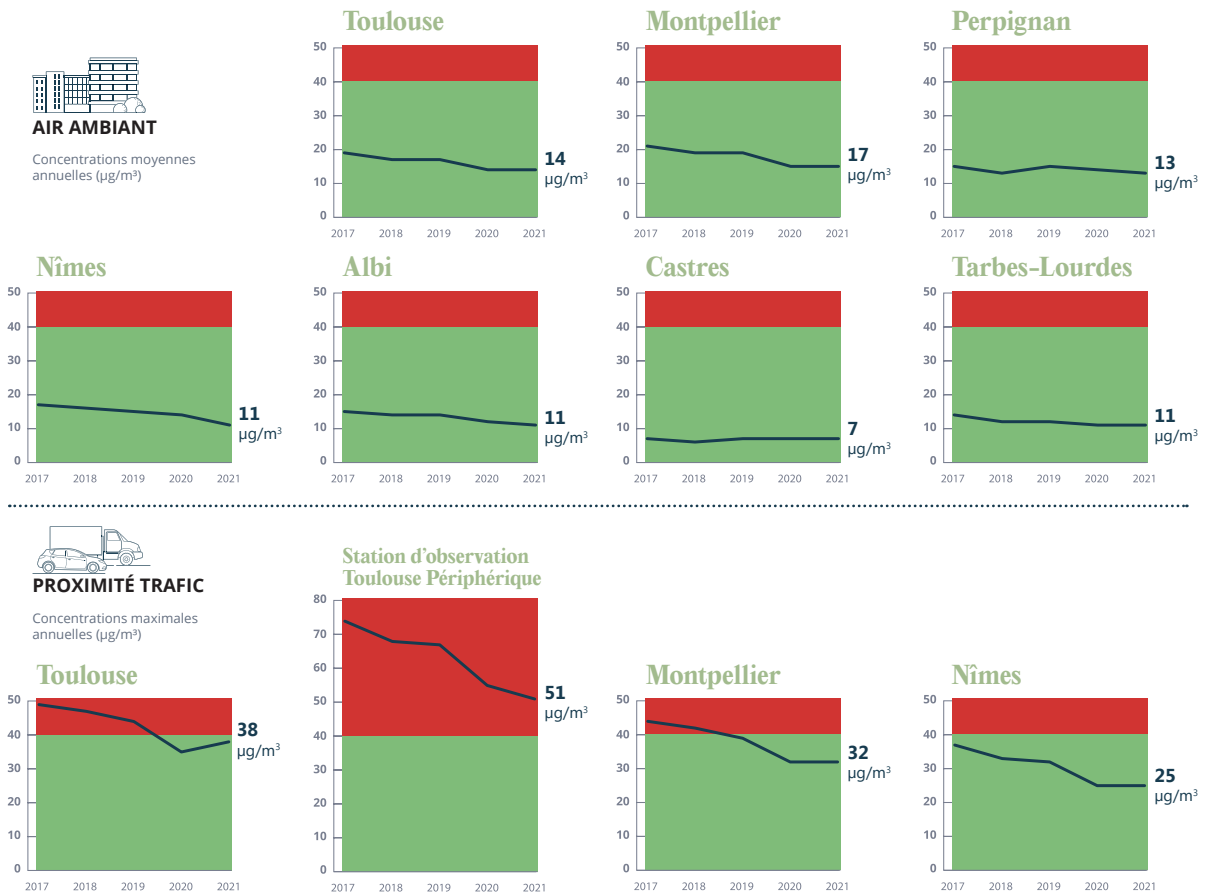 AIR AMBIANT
Concentrations moyennes
annuelles (µg/m³)
Toulouse
50
40
30
20
10
0
2017 2018 2019 2020 2021
14
µg/m³
Montpellier
50
40
30
20
10
0
2017 2018 2019 2020 2021
17
µg/m³
Perpignan
50
40
30
20
10
0
2017 2018 2019 2020 2021
13
µg/m³
Nîmes
50
40
30
20
10
0
2017 2018 2019 2020 2021
11
µg/m³
Albi
50
40
30
20
10
0
2017 2018 2019 2020 2021
11
µg/m³
Castres
50
40
30
20
10
0
2017 2018 2019 2020 2021
7
µg/m³
Tarbes-Lourdes
50
40
30
20
10
0
2017 2018 2019 2020 2021
11
µg/m³
PROXIMITÉ TRAFIC
Concentrations maximales
annuelles (µg/m³)
Toulouse
50
40
30
20
10
0
2017 2018 2019 2020 2021
38
µg/m³
Station d'observation
Toulouse Périphérique
80
70
60
50
40
30
20
10
0
2017 2018 2019 2020 2021
51
µg/m³
Montpellier
50
40
30
20
10
0
2017 2018 2019 2020 2021
32
µg/m³
Nîmes
50
40
30
20
10
0
2017 2018 2019 2020 2021
25
µg/m³